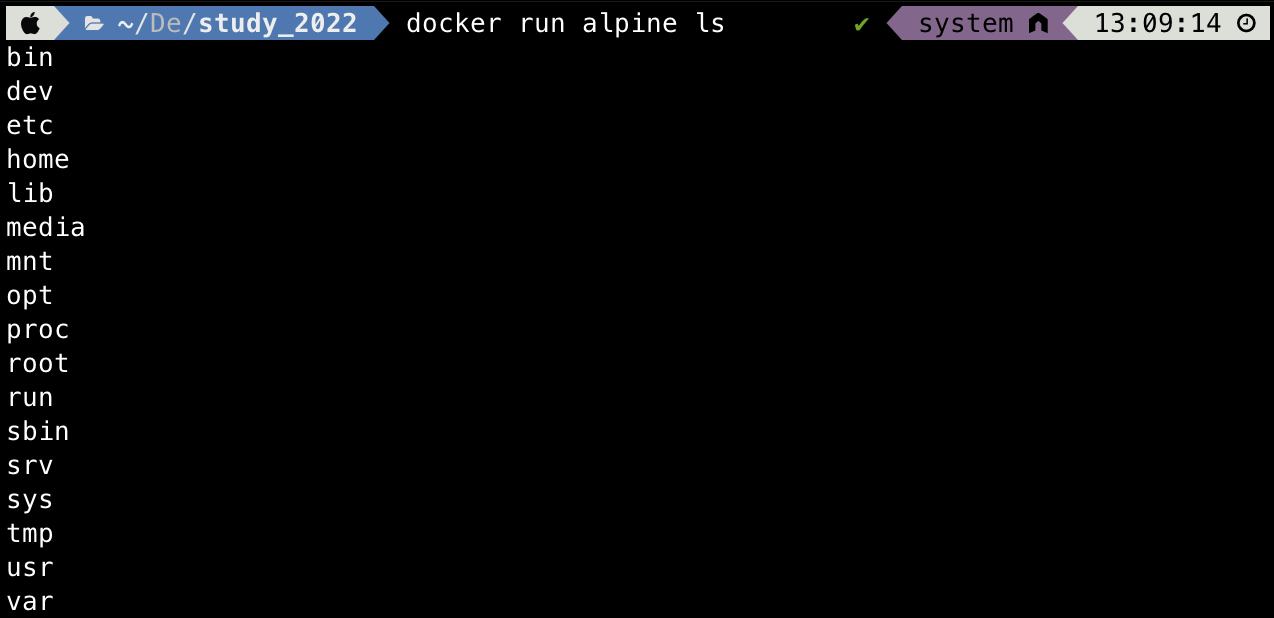 ~/De/study_2022 docker run alpine ls ✔ system 13:09:14
bin
dev
etc
home
lib
media
mnt
opt
proc
root
run
sbin
srv
sys
tmp
usr
var